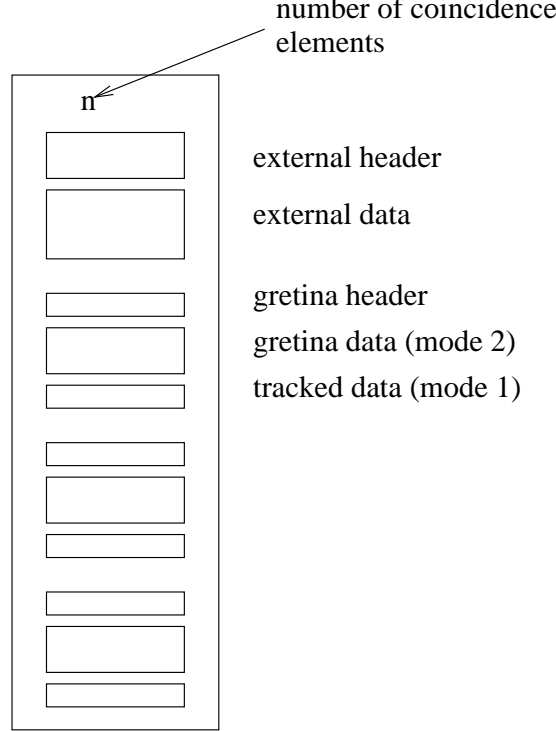 number of coincidence
elements
n
external header
external data
gretina header
gretina data (mode 2)
tracked data (mode 1)